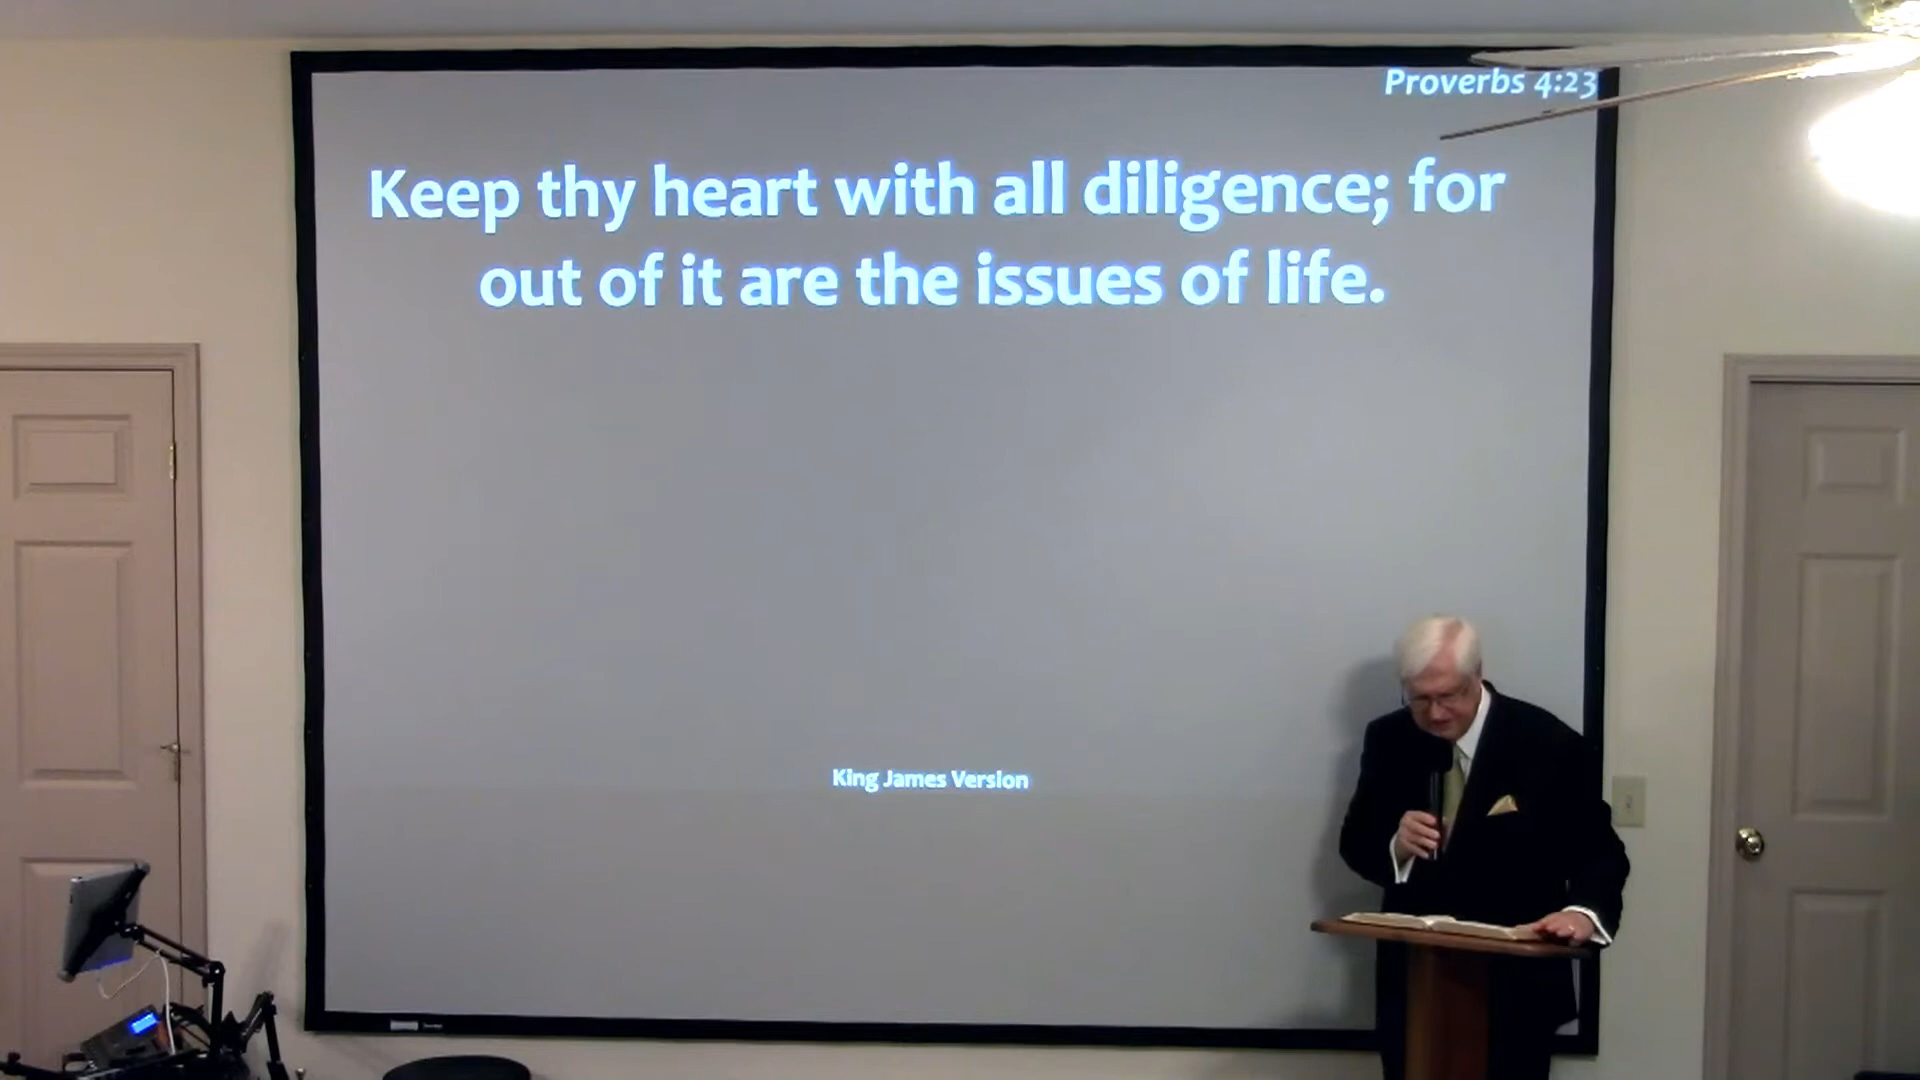 Proverbs 4:23
Keep thy heart with all diligence; for
out of it are the issues of life.
King James Version